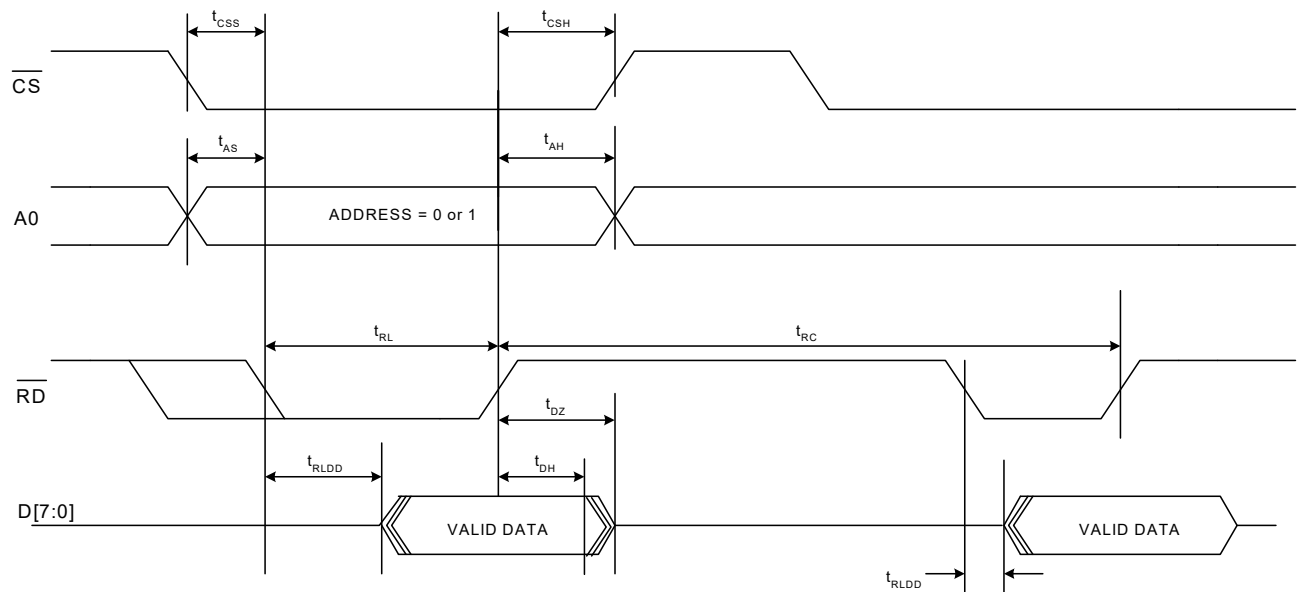 tCSS
tCSH
CS
tAS
tAH
A0
ADDRESS = 0 or 1
tRL
tRC
RD
tDZ
tRLDD
tDH
D[7:0]
VALID DATA
VALID DATA
tRLDD